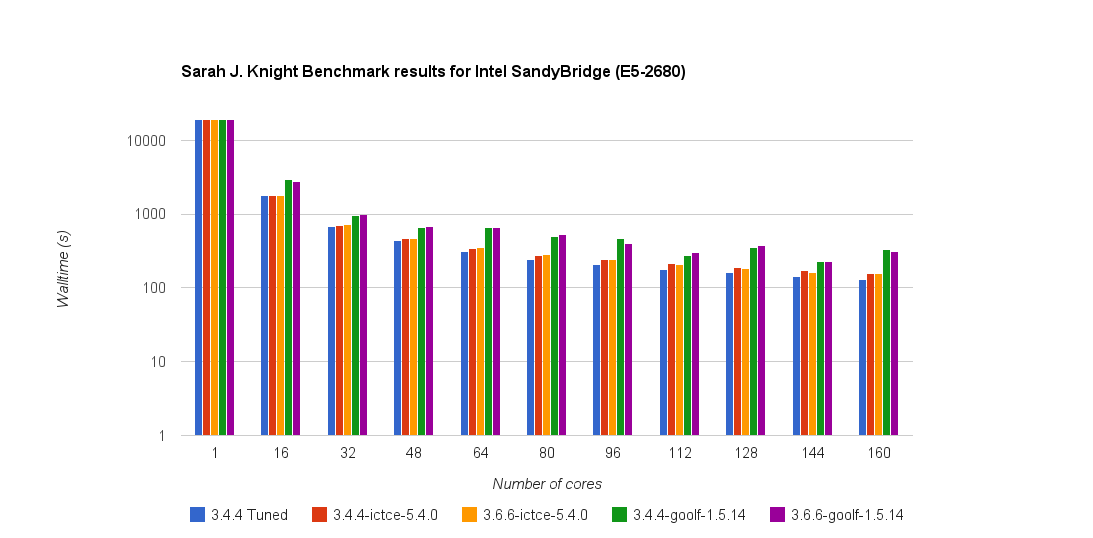 Sarah J. Knight Benchmark results for Intel SandyBridge (E5-2680)
Walltime (s)
10000
1000
100
10
1
1 16 32 48 64 80 96 112 128 144 160
Number of cores
3.4.4 Tuned 3.4.4-ictce-5.4.0 3.6.6-ictce-5.4.0 3.4.4-goolf-1.5.14 3.6.6-goolf-1.5.14